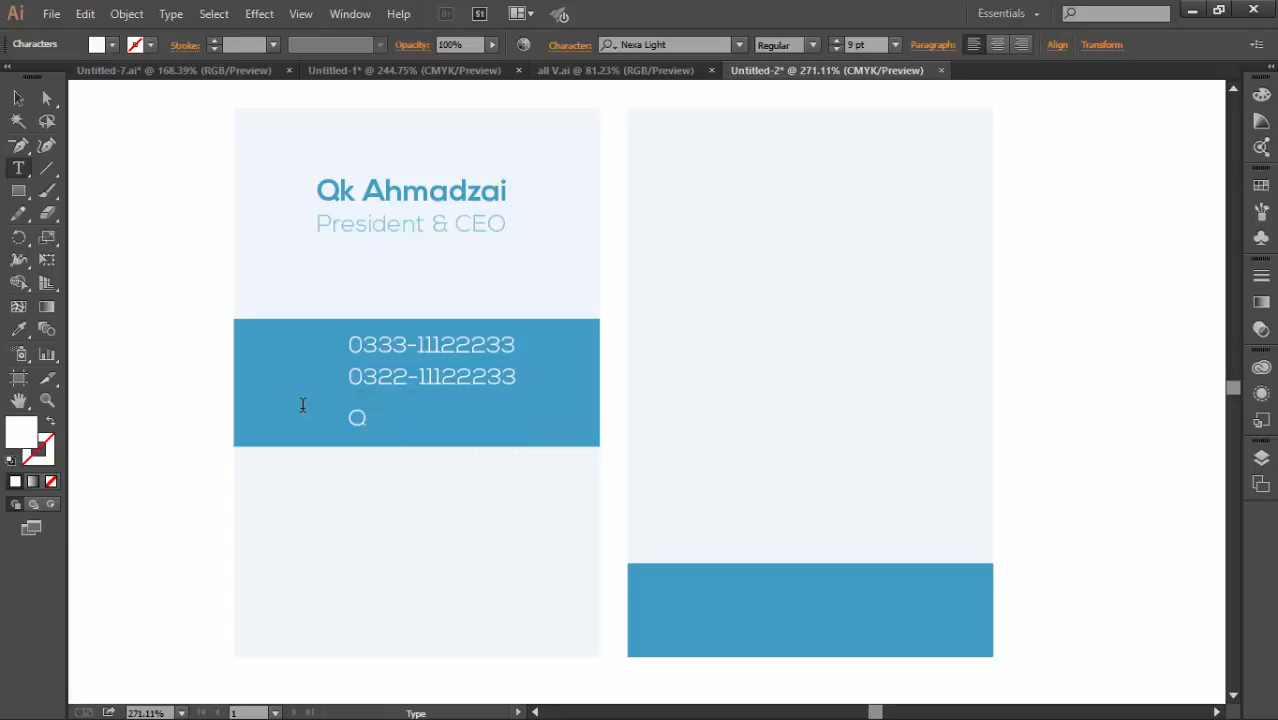 Ai File Edit Object Type Select Effect View Window Help Br St Essentials
Characters Stroke: Opacity: 100% Character: Nexa Light Regular 9 pt Paragraph: Align Transform
Untitled-7.ai* @ 168.39% (RGB/Preview) × Untitled-1* @ 244.75% (CMYK/Preview) × all V.ai @ 81.23% (RGB/Preview) × Untitled-2* @ 271.11% (CMYK/Preview) ×
Qk Ahmadzai
President & CEO
0333-11122233
0322-11122233
Q
271.11% 1 Type